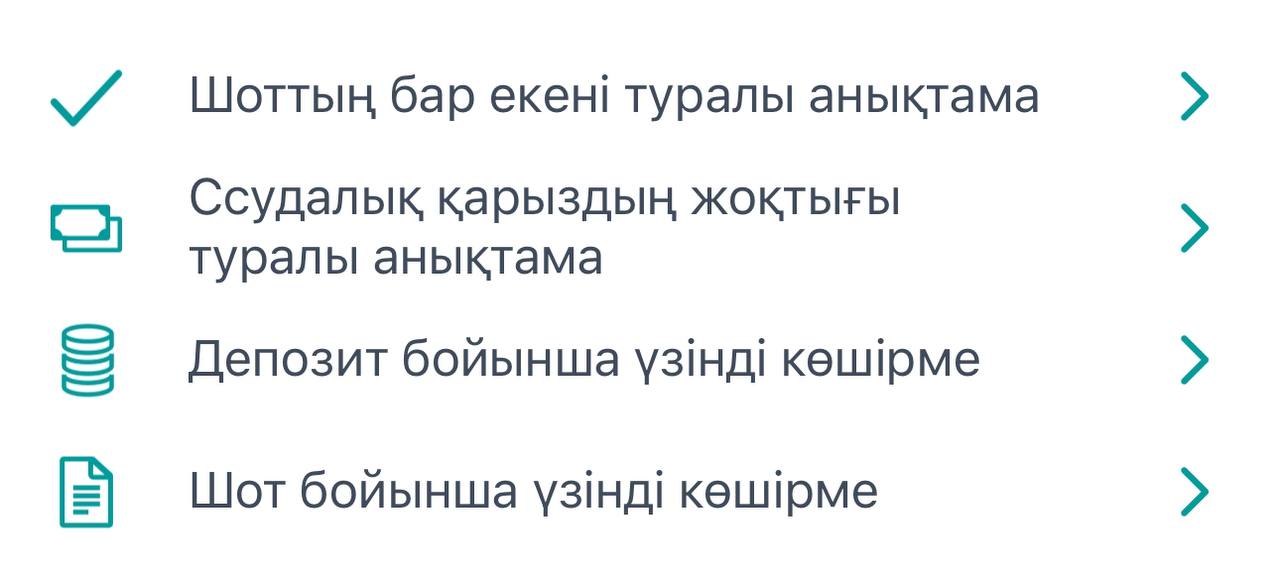 Шоттың бар екені туралы анықтама
Ссудалық қарыздың жоқтығы
туралы анықтама
Депозит бойынша үзінді көшірме
Шот бойынша үзінді көшірме